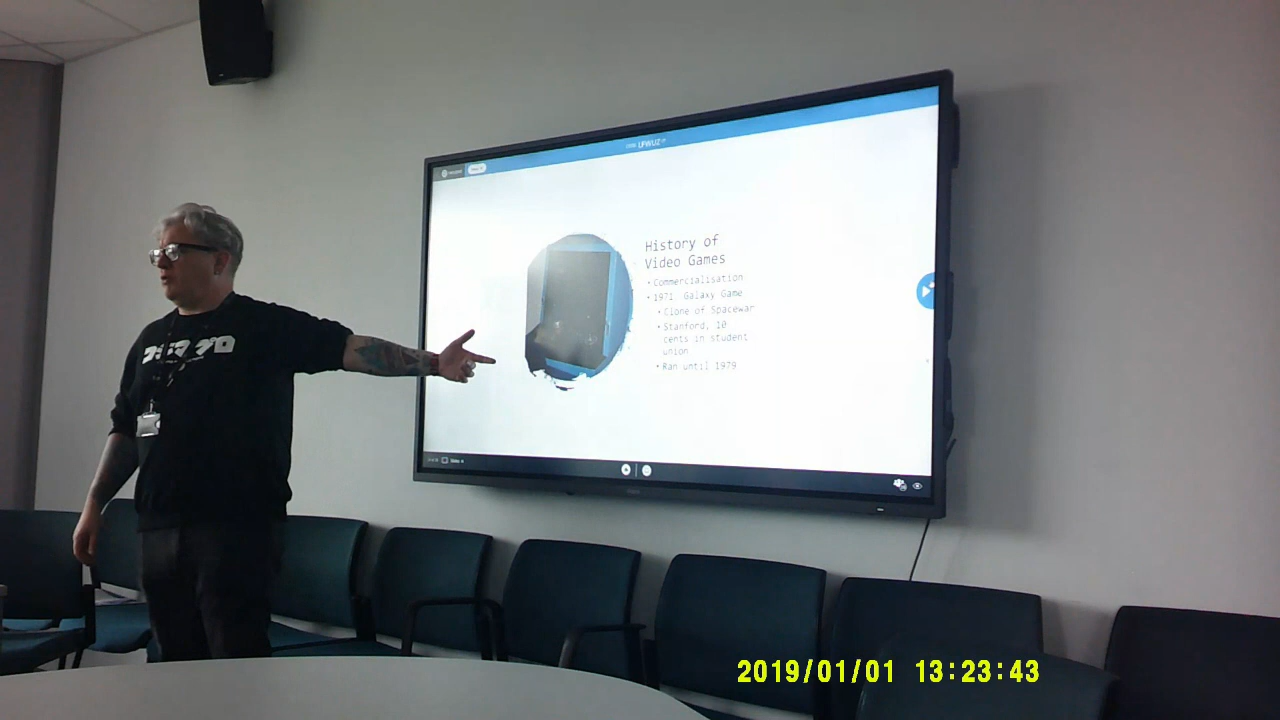 UFWUZ
History of
Video Games
• Commercialisation
• 1971 Galaxy Game
• Clone of Spacewar
• Stanford, 10
cents in student
union
• Ran until 1979
2019/01/01 13:23:43